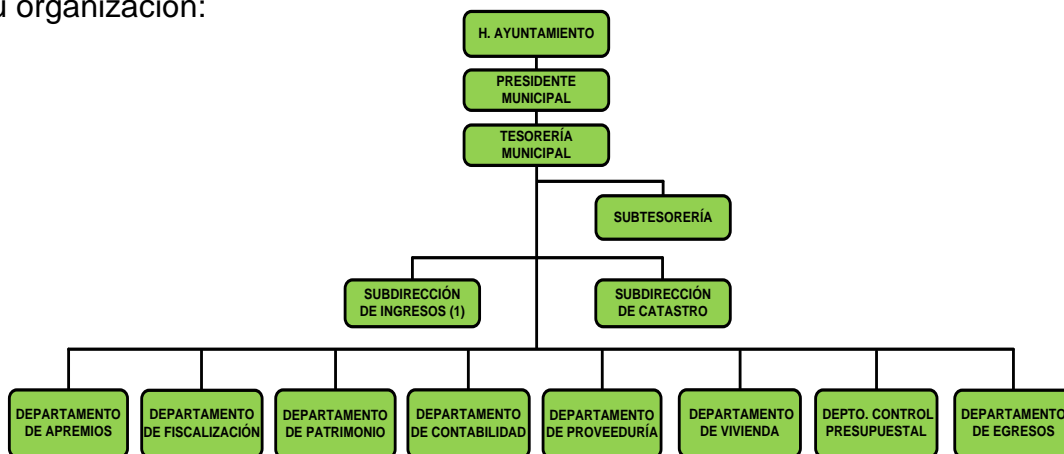 organización:
H. AYUNTAMIENTO
PRESIDENTE
MUNICIPAL
TESORERÍA
MUNICIPAL
SUBTESORERÍA
SUBDIRECCIÓN
DE INGRESOS (1)
SUBDIRECCIÓN
DE CATASTRO
DEPARTAMENTO
DE APREMIOS
DEPARTAMENTO
DE FISCALIZACIÓN
DEPARTAMENTO
DE PATRIMONIO
DEPARTAMENTO
DE CONTABILIDAD
DEPARTAMENTO
DE PROVEEDURÍA
DEPARTAMENTO
DE VIVIENDA
DEPTO. CONTROL
PRESUPUESTAL
DEPARTAMENTO
DE EGRESOS